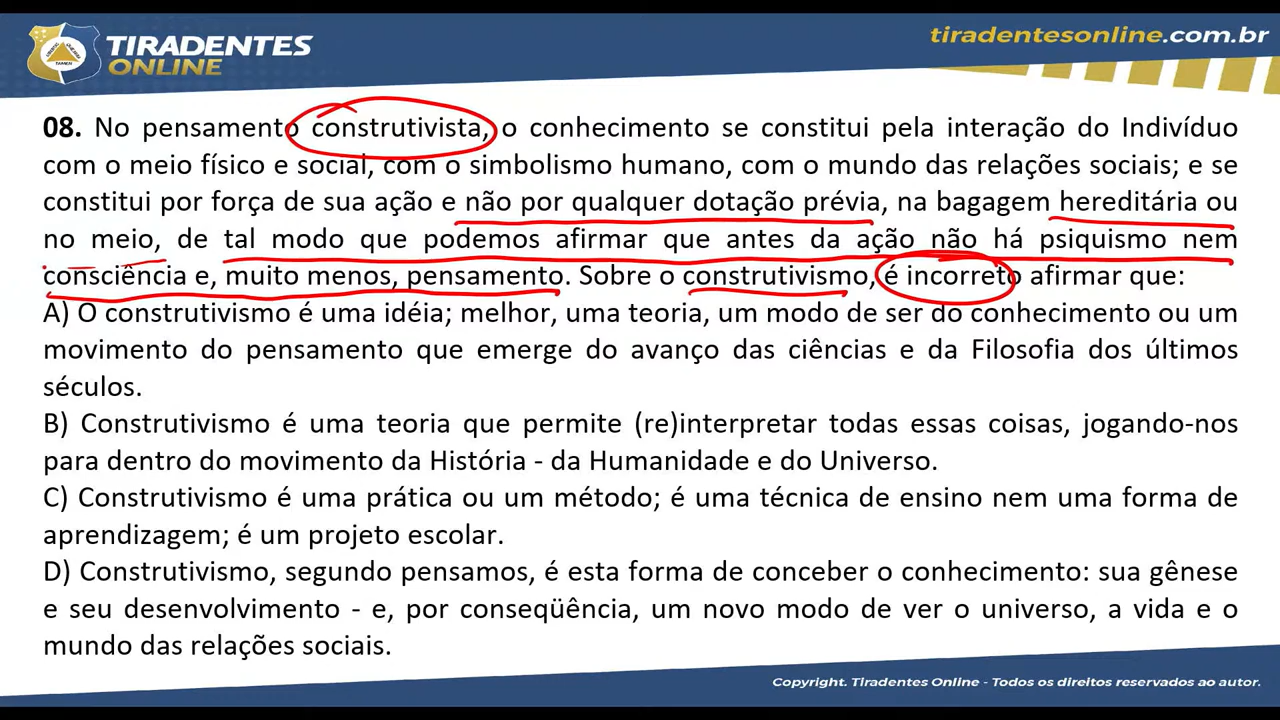 TIRADENTES
ONLINE
tiradentesonline.com.br
08. No pensamento construtivista, o conhecimento se constitui pela interação do Indivíduo
com o meio físico e social, com o simbolismo humano, com o mundo das relações sociais; e se
constitui por força de sua ação e não por qualquer dotação prévia, na bagagem hereditária ou
no meio, de tal modo que podemos afirmar que antes da ação não há psiquismo nem
consciência e, muito menos, pensamento. Sobre o construtivismo, é incorreto afirmar que:
A) O construtivismo é uma idéia; melhor, uma teoria, um modo de ser do conhecimento ou um
movimento do pensamento que emerge do avanço das ciências e da Filosofia dos últimos
séculos.
B) Construtivismo é uma teoria que permite (re)interpretar todas essas coisas, jogando-nos
para dentro do movimento da História - da Humanidade e do Universo.
C) Construtivismo é uma prática ou um método; é uma técnica de ensino nem uma forma de
aprendizagem; é um projeto escolar.
D) Construtivismo, segundo pensamos, é esta forma de conceber o conhecimento: sua gênese
e seu desenvolvimento - e, por conseqüência, um novo modo de ver o universo, a vida e o
mundo das relações sociais.
Copyright. Tiradentes Online - Todos os direitos reservados ao autor.